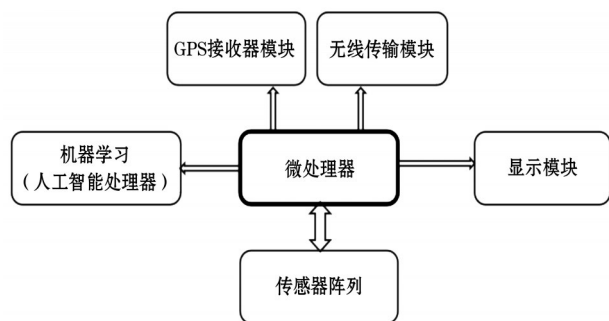 GPS接收器模块
无线传输模块
机器学习
（人工智能处理器）
微处理器
显示模块
传感器阵列